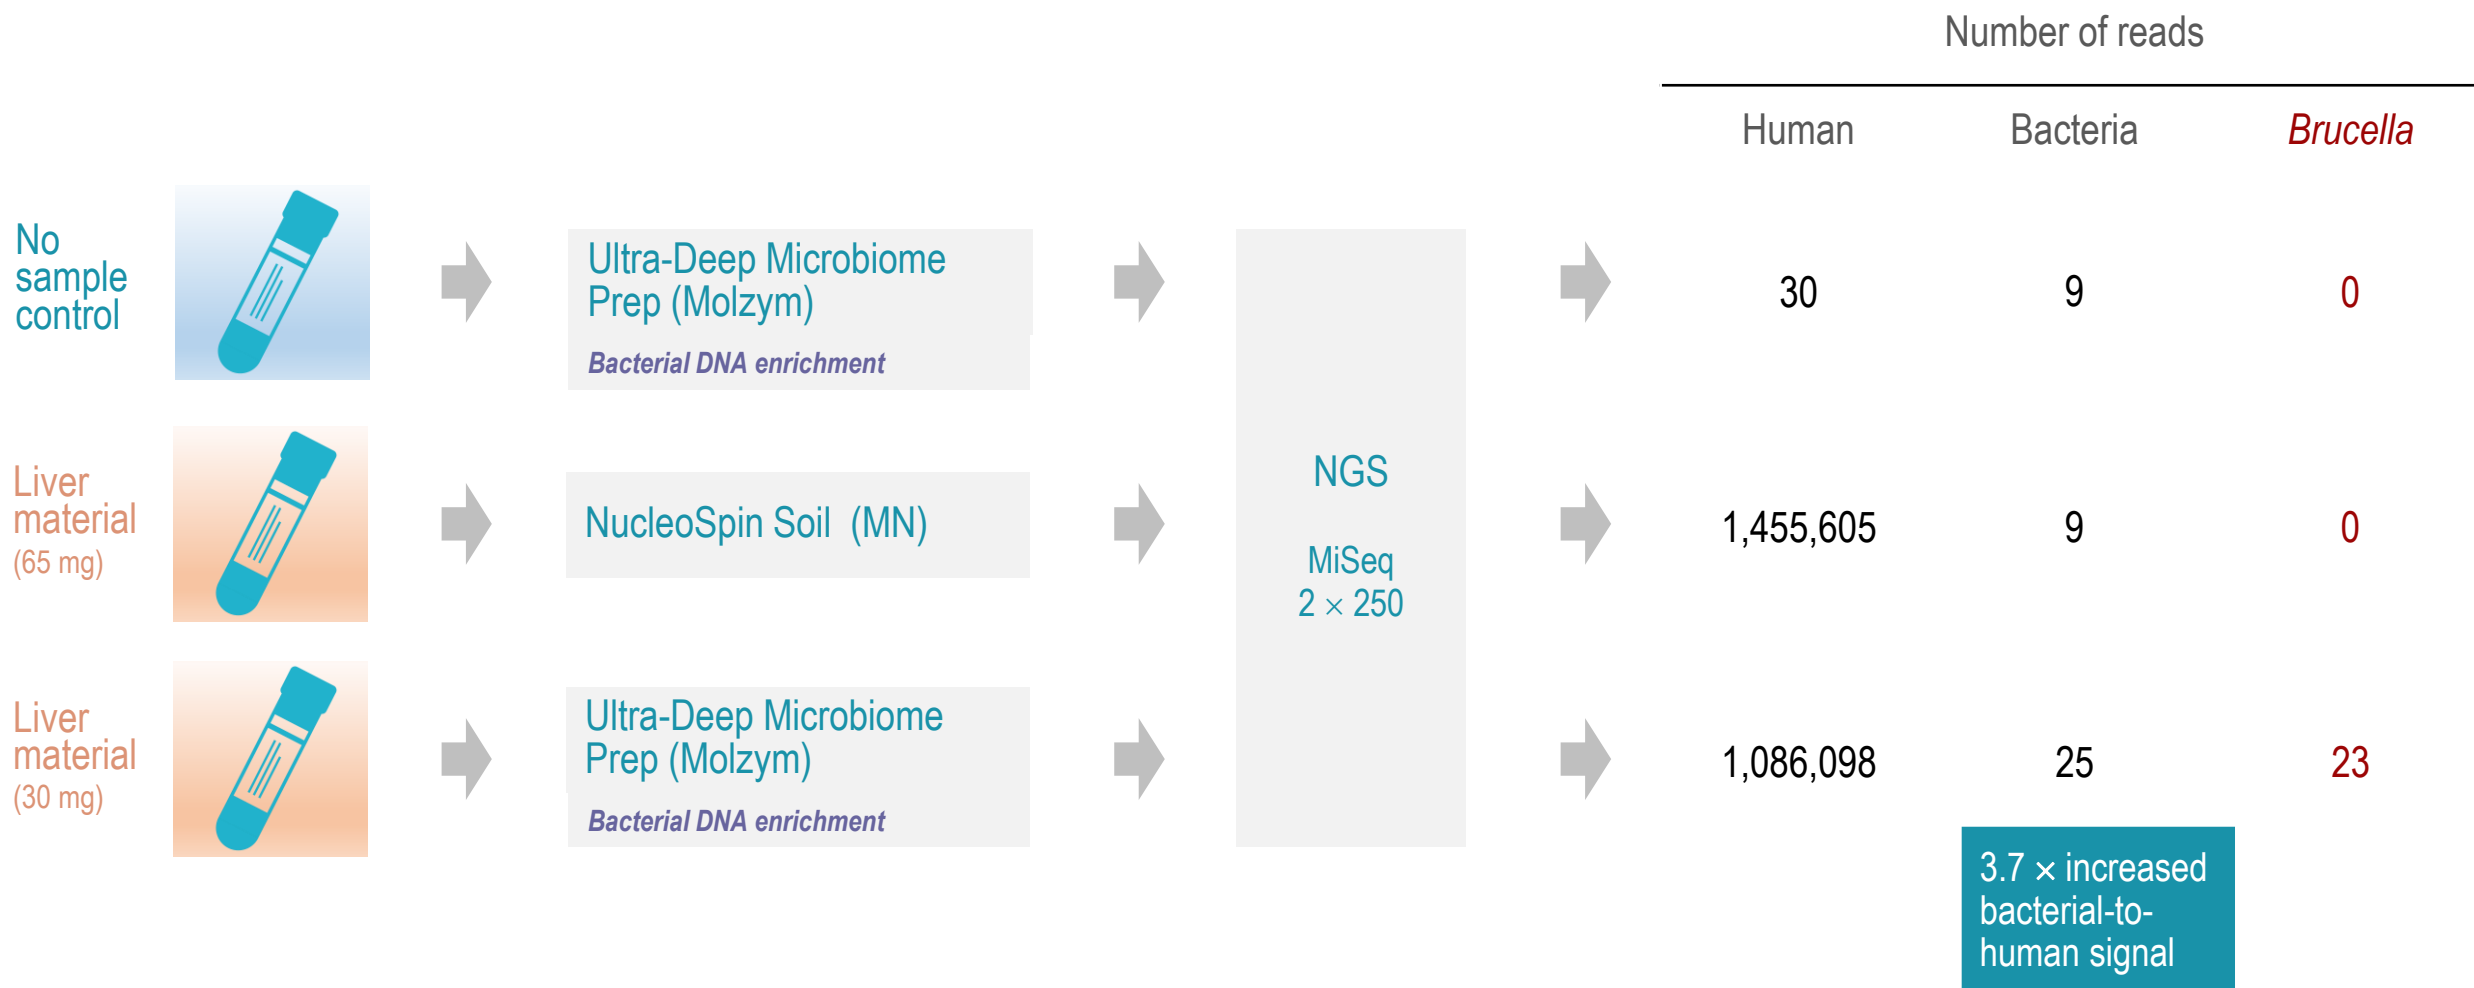 Number of reads
Human Bacteria Brucella
No
sample
control
Ultra-Deep Microbiome
Prep (Molzym)
Bacterial DNA enrichment
30 9 0
Liver
material
(65 mg)
NucleoSpin Soil (MN)
NGS
MiSeq
2 × 250
1,455,605 9 0
Liver
material
(30 mg)
Ultra-Deep Microbiome
Prep (Molzym)
Bacterial DNA enrichment
1,086,098 25 23
3.7 × increased
bacterial-to-
human signal